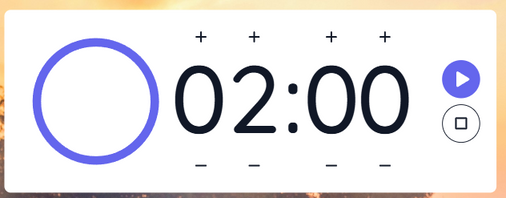 + + + +
02:00
− − − −